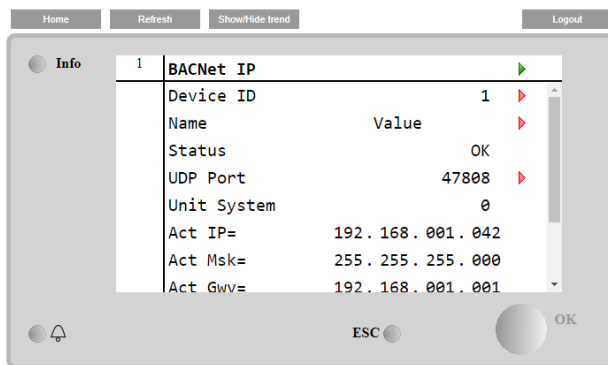 Home Refresh Show/Hide trend Logout
Info
1 BACNet IP
Device ID 1
Name Value
Status OK
UDP Port 47808
Unit System 0
Act IP= 192.168.001.042
Act Msk= 255.255.255.000
Act Gwy= 192.168.001.001
ESC
OK